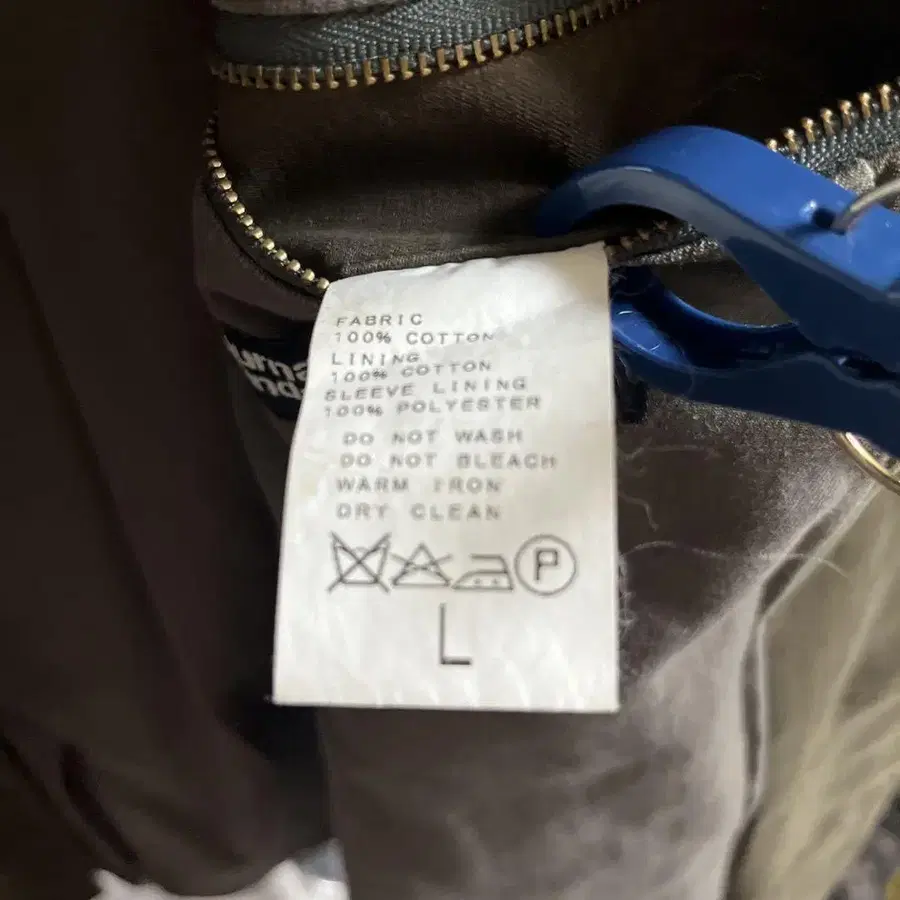 FABRIC
100% COTTON
LINING
100% COTTON
SLEEVE LINING
100% POLYESTER
DO NOT WASH
DO NOT BLEACH
WARM IRON
DRY CLEAN
P
L